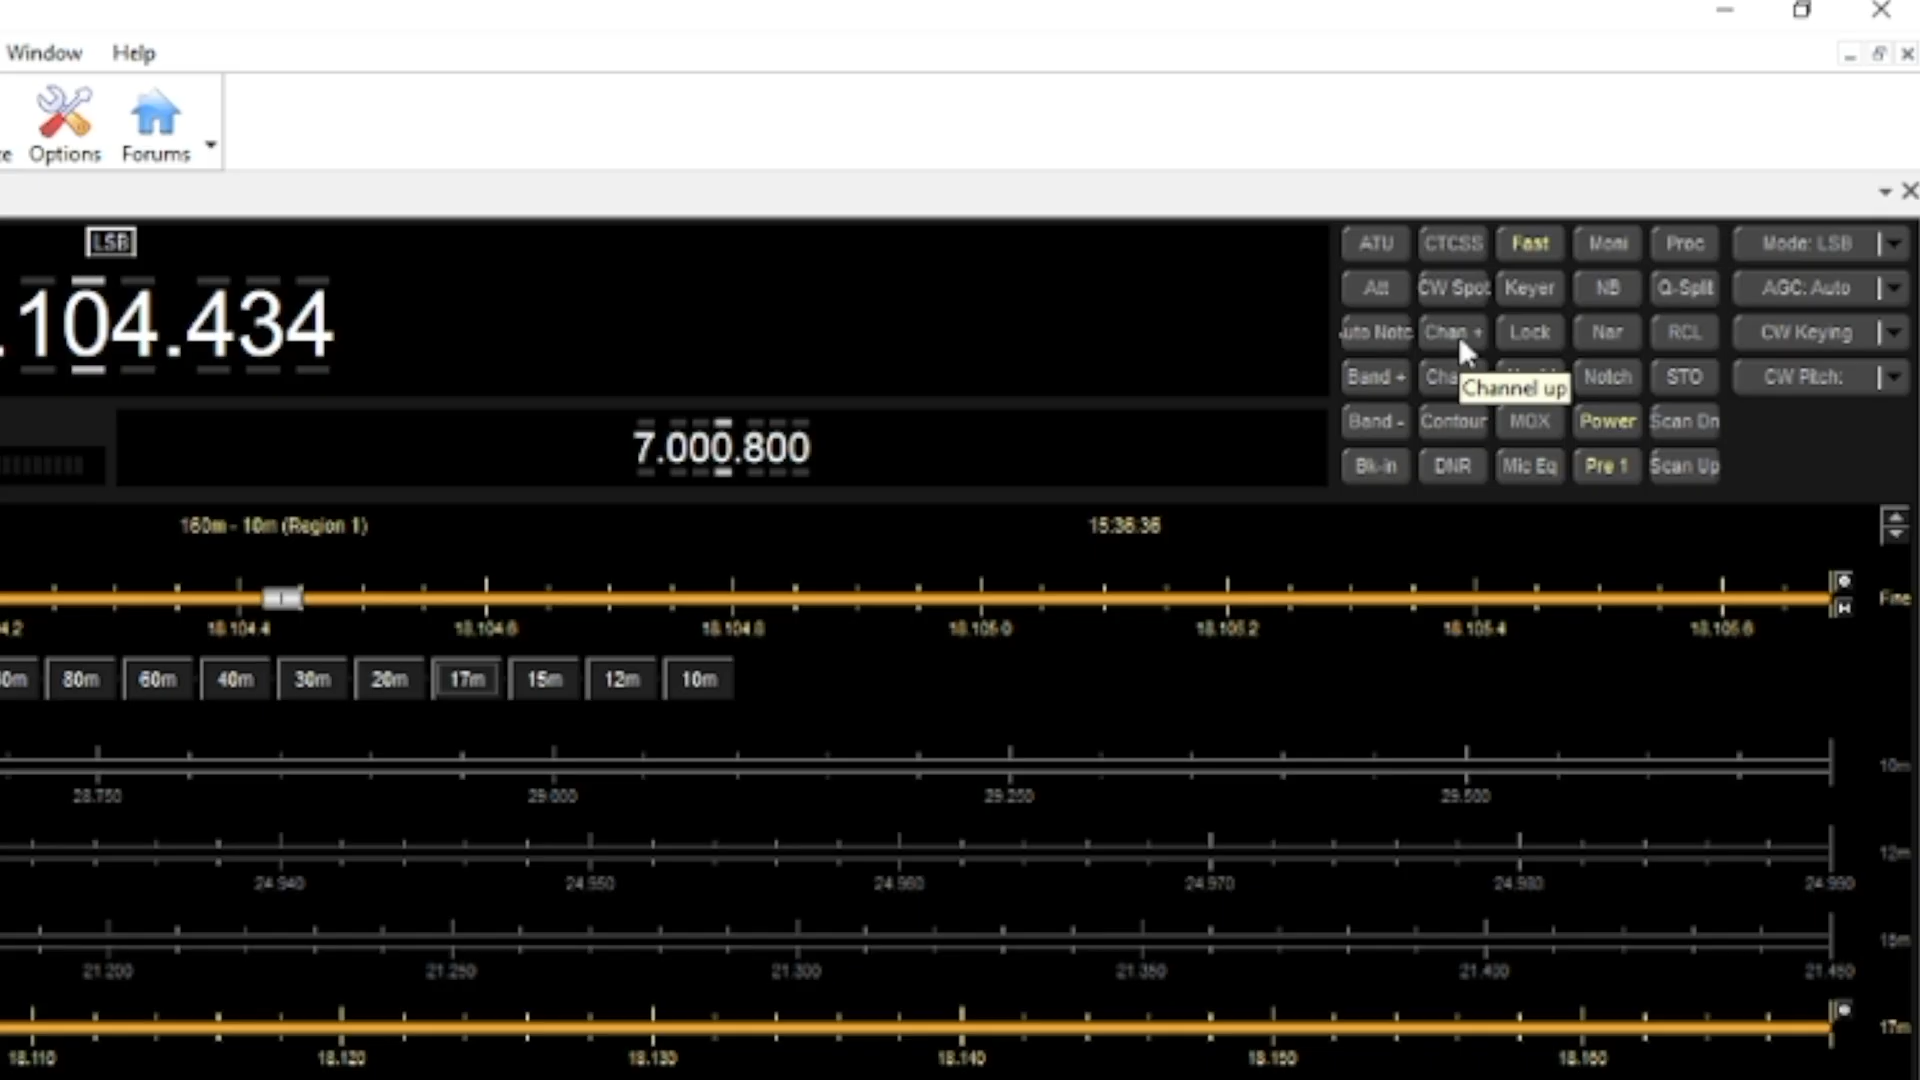 Window Help
Options Forums
LSB
.104.434
7.000.800
ATU CTCSS Fast Moni Proc Mode: LSB
Att CW Spot Keyer NB Q-Split AGC: Auto
uto Notc Chan + Lock Nar RCL CW Keying
Band + Cha Notch STO CW Pitch:
Channel up
Band - Contour MOX Power Scan Dn
Bk-in DNR Mic Eq Pre 1 Scan Up
160m - 10m (Region 1) 15:36:36
Fine
4.2 18.104.4 18.104.6 18.104.8 18.105.0 18.105.2 18.105.4 18.105.6
0m 80m 60m 40m 30m 20m 17m 15m 12m 10m
10m
28.750 29.000 29.250 29.500
12m
24.940 24.950 24.960 24.970 24.980 24.990
15m
21.200 21.250 21.300 21.350 21.400 21.450
17m
18.110 18.120 18.130 18.140 18.150 18.160